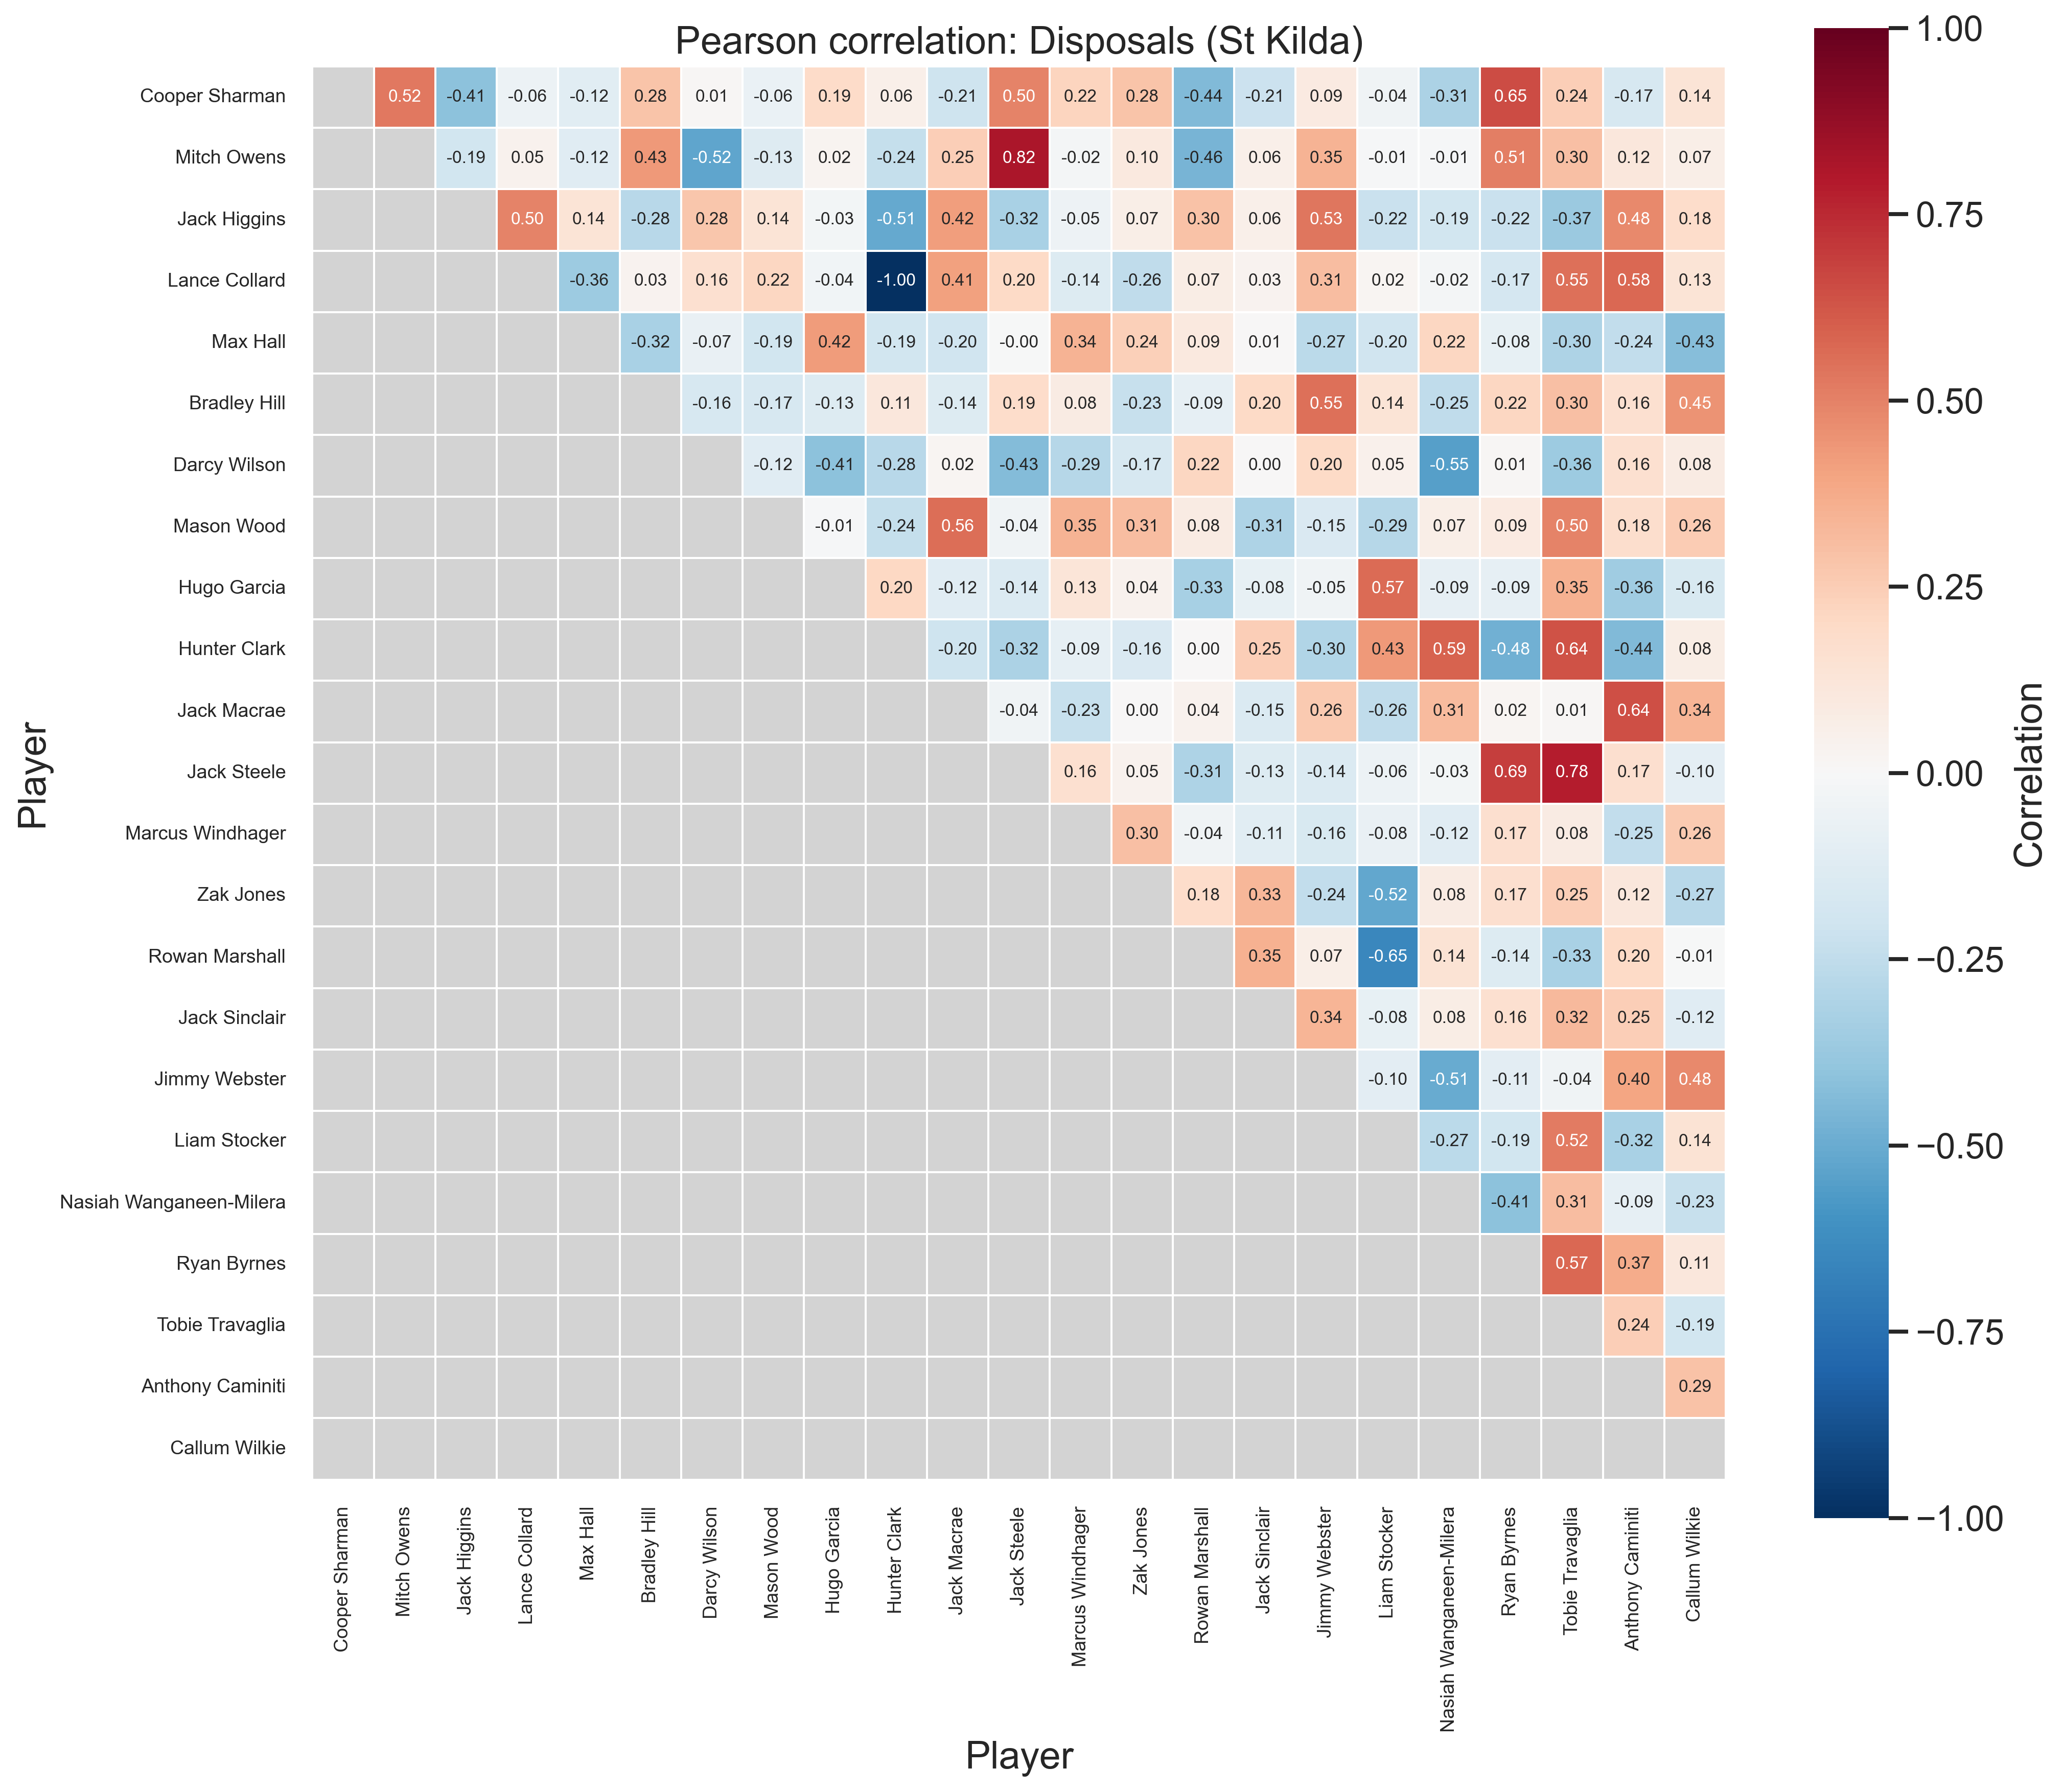 Pearson correlation: Disposals (St Kilda)
Cooper Sharman 0.52 -0.41 -0.06 -0.12 0.28 0.01 -0.06 0.19 0.06 -0.21 0.50 0.22 0.28 -0.44 -0.21 0.09 -0.04 -0.31 0.65 0.24 -0.17 0.14
Mitch Owens -0.19 0.05 -0.12 0.43 -0.52 -0.13 0.02 -0.24 0.25 0.82 -0.02 0.10 -0.46 0.06 0.35 -0.01 -0.01 0.51 0.30 0.12 0.07
Jack Higgins 0.50 0.14 -0.28 0.28 0.14 -0.03 -0.51 0.42 -0.32 -0.05 0.07 0.30 0.06 0.53 -0.22 -0.19 -0.22 -0.37 0.48 0.18
Lance Collard -0.36 0.03 0.16 0.22 -0.04 -1.00 0.41 0.20 -0.14 -0.26 0.07 0.03 0.31 0.02 -0.02 -0.17 0.55 0.58 0.13
Max Hall -0.32 -0.07 -0.19 0.42 -0.19 -0.20 -0.00 0.34 0.24 0.09 0.01 -0.27 -0.20 0.22 -0.08 -0.30 -0.24 -0.43
Bradley Hill -0.16 -0.17 -0.13 0.11 -0.14 0.19 0.08 -0.23 -0.09 0.20 0.55 0.14 -0.25 0.22 0.30 0.16 0.45
Darcy Wilson -0.12 -0.41 -0.28 0.02 -0.43 -0.29 -0.17 0.22 0.00 0.20 0.05 -0.55 0.01 -0.36 0.16 0.08
Mason Wood -0.01 -0.24 0.56 -0.04 0.35 0.31 0.08 -0.31 -0.15 -0.29 0.07 0.09 0.50 0.18 0.26
Hugo Garcia 0.20 -0.12 -0.14 0.13 0.04 -0.33 -0.08 -0.05 0.57 -0.09 -0.09 0.35 -0.36 -0.16
Hunter Clark -0.20 -0.32 -0.09 -0.16 0.00 0.25 -0.30 0.43 0.59 -0.48 0.64 -0.44 0.08
Jack Macrae -0.04 -0.23 0.00 0.04 -0.15 0.26 -0.26 0.31 0.02 0.01 0.64 0.34
Jack Steele 0.16 0.05 -0.31 -0.13 -0.14 -0.06 -0.03 0.69 0.78 0.17 -0.10
Marcus Windhager 0.30 -0.04 -0.11 -0.16 -0.08 -0.12 0.17 0.08 -0.25 0.26
Zak Jones 0.18 0.33 -0.24 -0.52 0.08 0.17 0.25 0.12 -0.27
Rowan Marshall 0.35 0.07 -0.65 0.14 -0.14 -0.33 0.20 -0.01
Jack Sinclair 0.34 -0.08 0.08 0.16 0.32 0.25 -0.12
Jimmy Webster -0.10 -0.51 -0.11 -0.04 0.40 0.48
Liam Stocker -0.27 -0.19 0.52 -0.32 0.14
Nasiah Wanganeen-Milera -0.41 0.31 -0.09 -0.23
Ryan Byrnes 0.57 0.37 0.11
Tobie Travaglia 0.24 -0.19
Anthony Caminiti 0.29
Callum Wilkie
Player
Cooper Sharman
Mitch Owens
Jack Higgins
Lance Collard
Max Hall
Bradley Hill
Darcy Wilson
Mason Wood
Hugo Garcia
Hunter Clark
Jack Macrae
Jack Steele
Marcus Windhager
Zak Jones
Rowan Marshall
Jack Sinclair
Jimmy Webster
Liam Stocker
Nasiah Wanganeen-Milera
Ryan Byrnes
Tobie Travaglia
Anthony Caminiti
Callum Wilkie
Player
1.00
0.75
0.50
0.25
0.00
−0.25
−0.50
−0.75
−1.00
Correlation